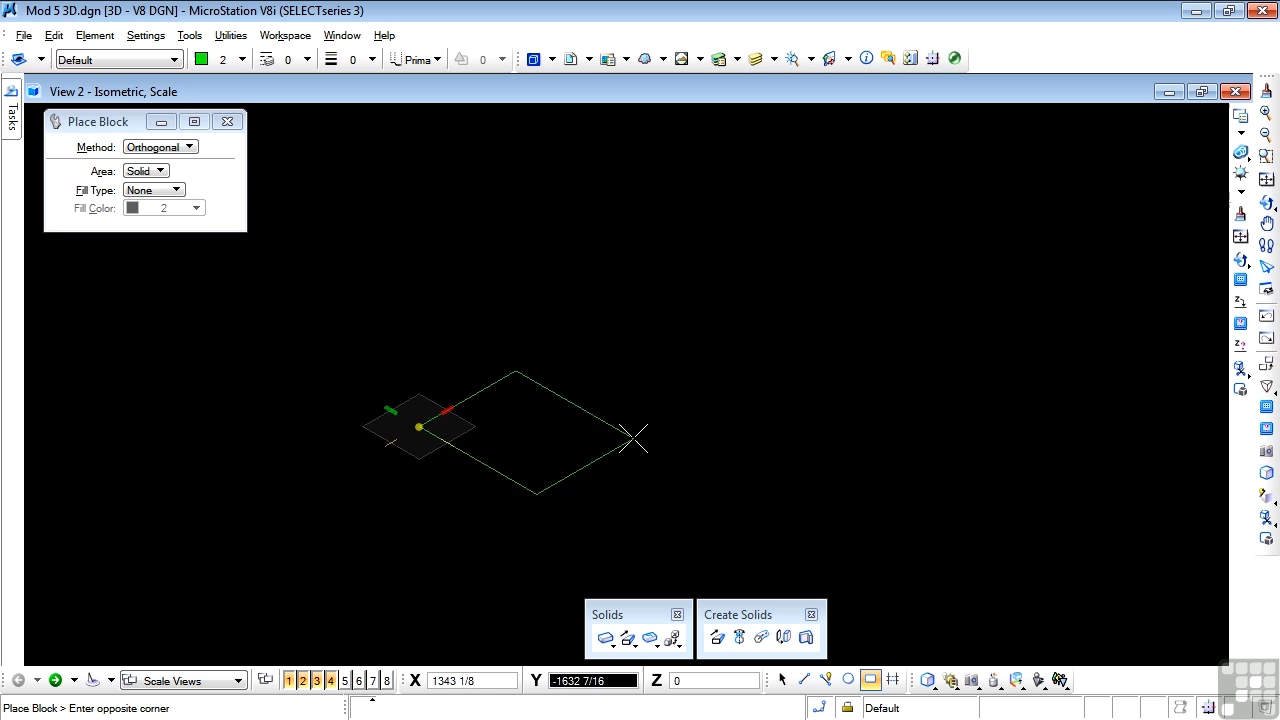 Mod 5 3D.dgn [3D - V8 DGN] - MicroStation V8i (SELECTseries 3)
File Edit Element Settings Tools Utilities Workspace Window Help
Default 2 0 0 Prima 0
Tasks
View 2 - Isometric, Scale
Place Block
Method: Orthogonal
Area: Solid
Fill Type: None
Fill Color: 2
Solids
Create Solids
Scale Views 1 2 3 4 5 6 7 8 X 1343 1/8 Y -1632 7/16 Z 0
Place Block > Enter opposite corner Default